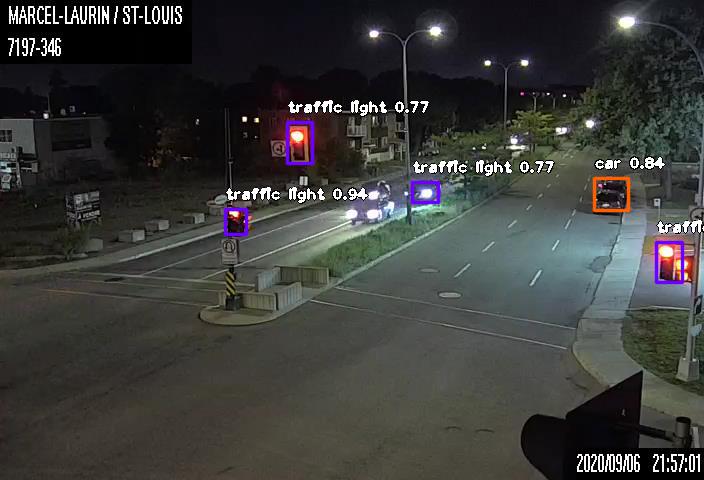 MARCEL-LAURIN / ST-LOUIS
7197-346
traffic light 0.77
traffic light 0.77
car 0.84
traffic light 0.94
traffi
2020/09/06 21:57:01